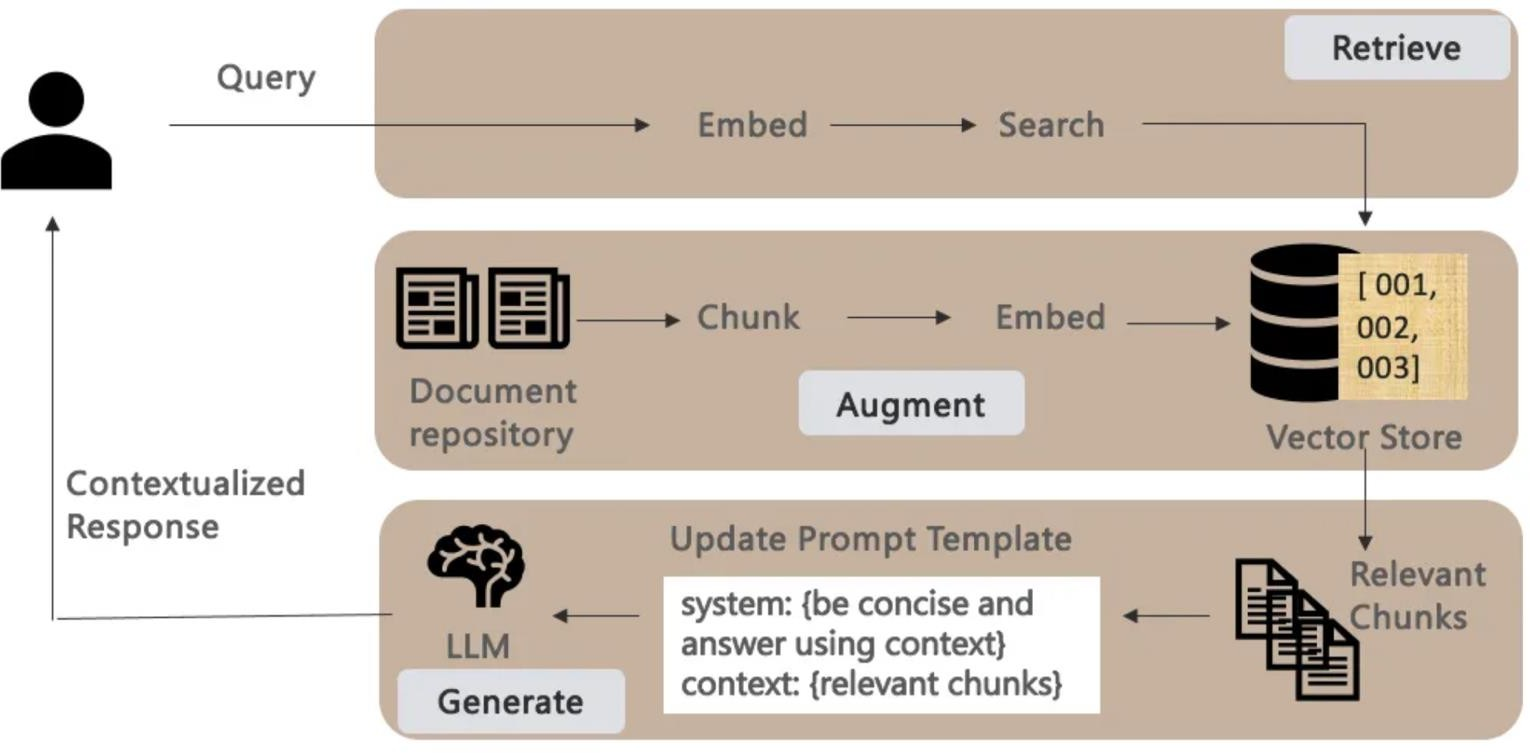 Retrieve
Query
Embed
Search
[ 001,
002,
003]
Chunk
Embed
Document
repository
Augment
Vector Store
Contextualized
Response
Update Prompt Template
system: {be concise and
answer using context}
context: {relevant chunks}
Relevant
Chunks
LLM
Generate